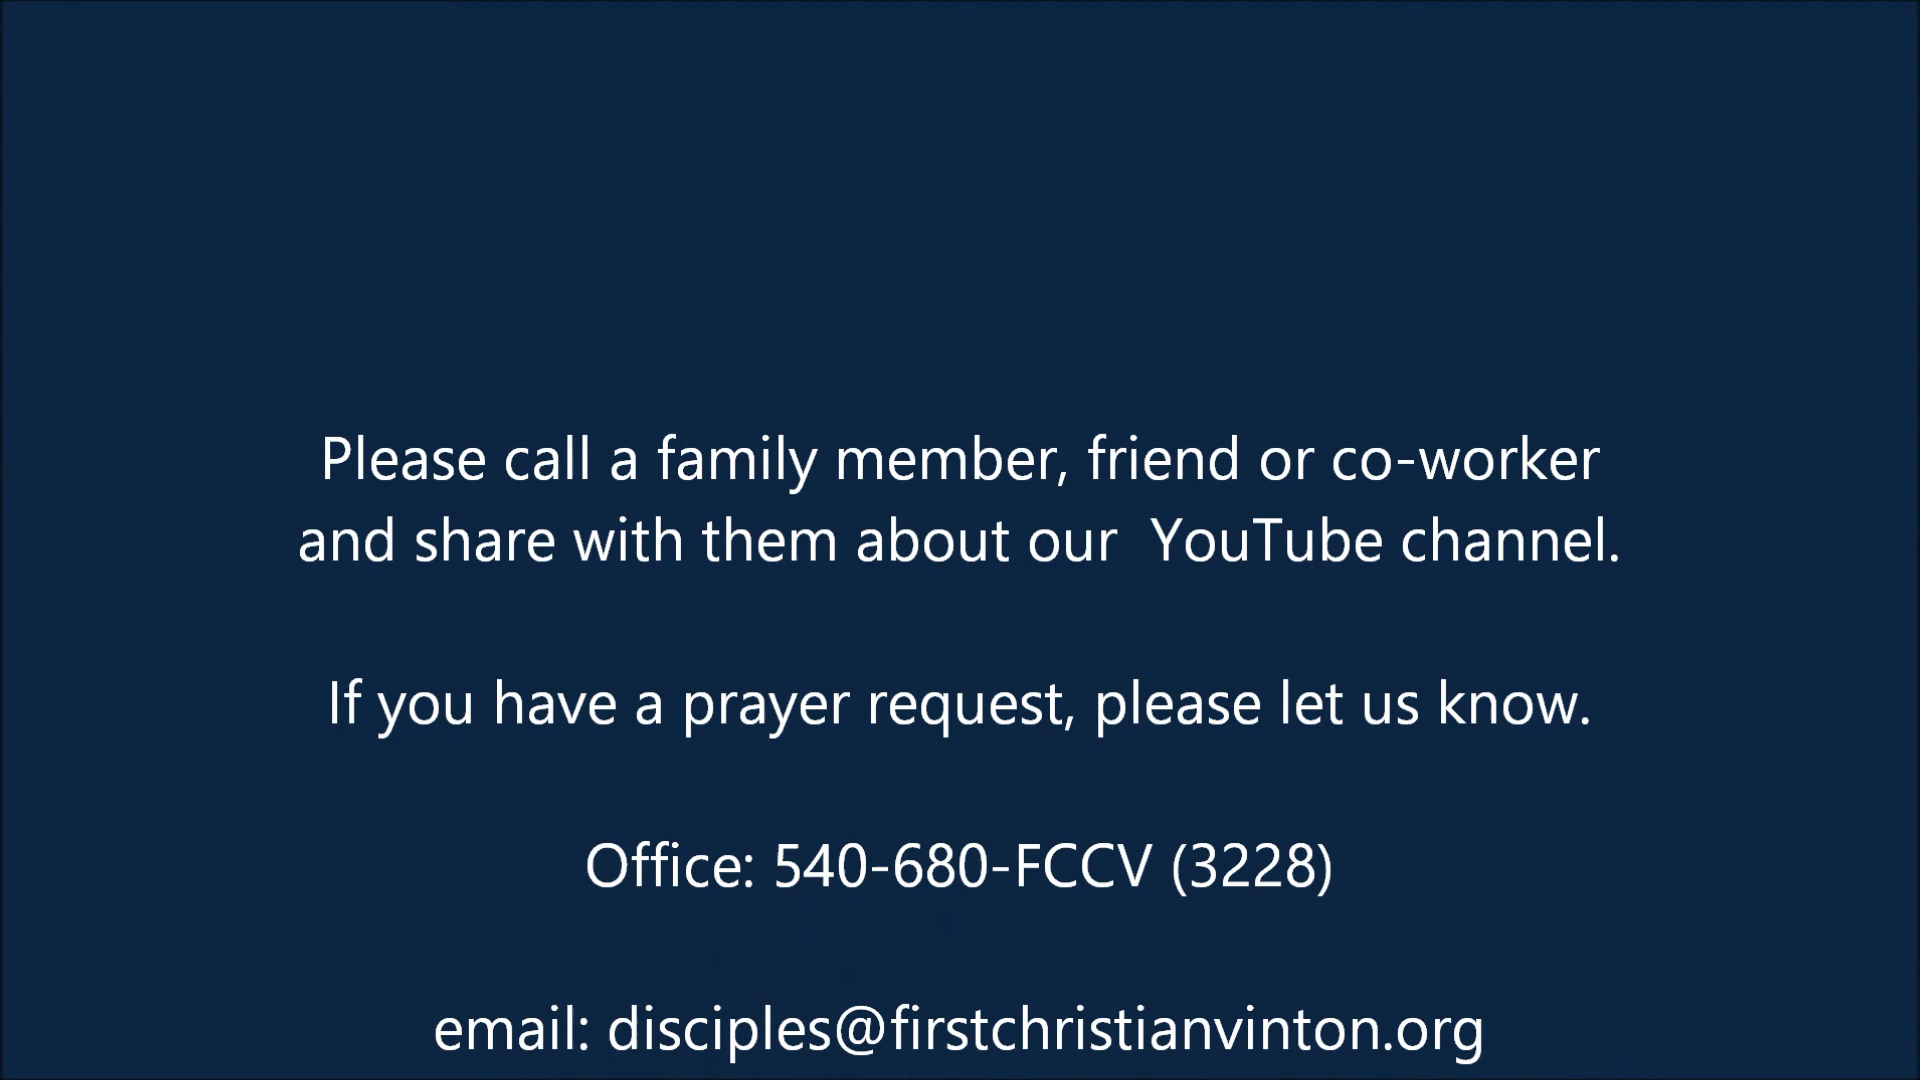 Please call a family member, friend or co-worker
and share with them about our  YouTube channel.
If you have a prayer request, please let us know.
Office: 540-680-FCCV (3228)
email: disciples@firstchristianvinton.org